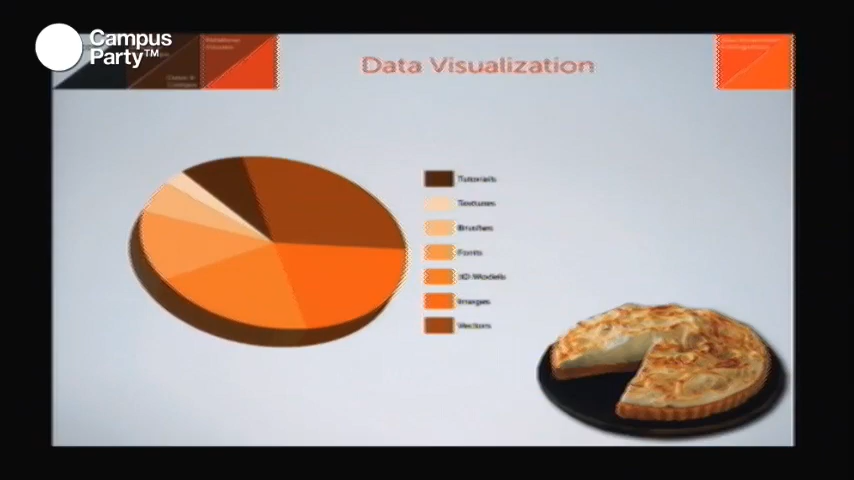 Campus
Party™
Data Visualization
Tutorials
Textures
Brushes
Fonts
3D Models
Images
Vectors